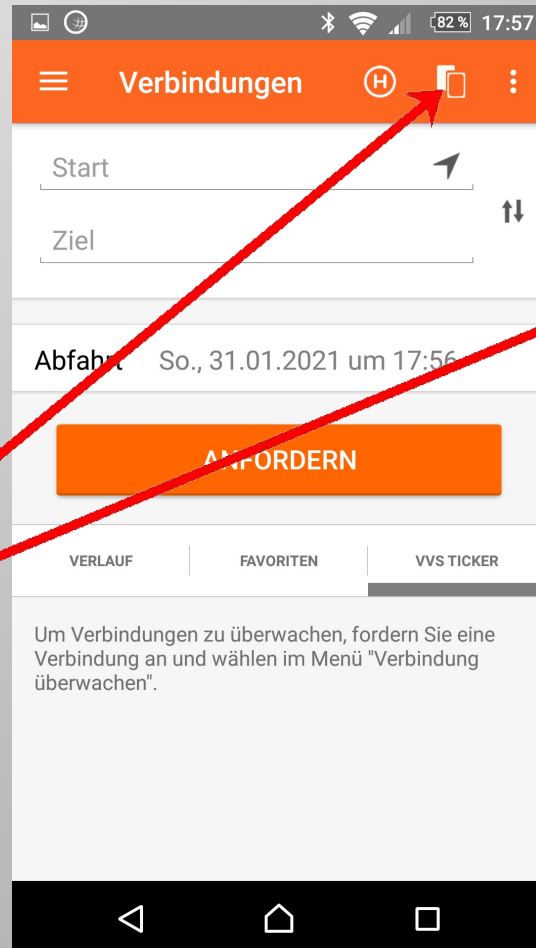 82 % 17:57
Verbindungen H
Start
Ziel
Abfahrt So., 31.01.2021 um 17:56
ANFORDERN
VERLAUF FAVORITEN VVS TICKER
Um Verbindungen zu überwachen, fordern Sie eine
Verbindung an und wählen im Menü "Verbindung
überwachen".